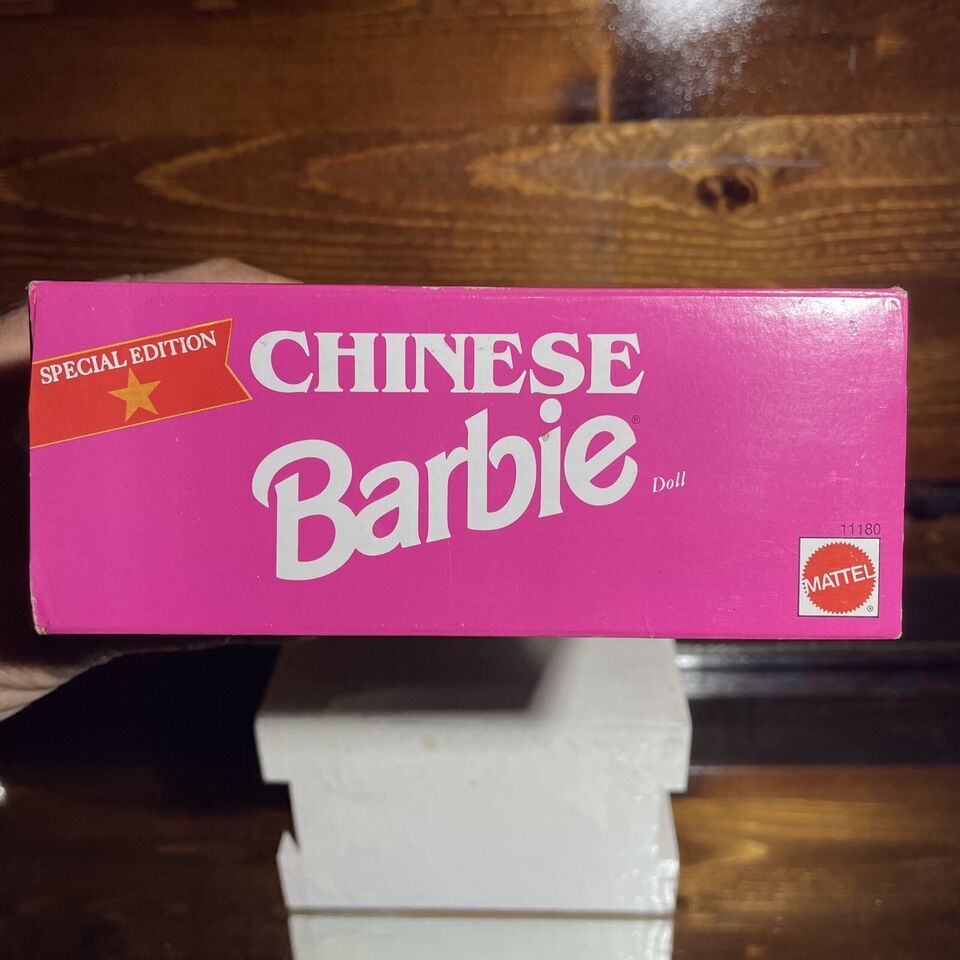 SPECIAL EDITION
CHINESE
Barbie® Doll
11180
MATTEL®